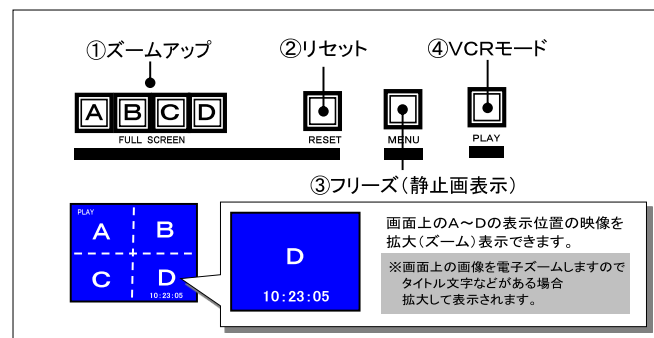 ①ズームアップ
②リセット
④VCRモード
A B C D
FULL SCREEN
RESET
MENU
PLAY
③フリーズ（静止画表示）
PLAY
A B
C D
10:23:05
D
10:23:05
画面上のA～Dの表示位置の映像を
拡大（ズーム）表示できます。
※画面上の画像を電子ズームしますので
タイトル文字などがある場合
拡大して表示されます。